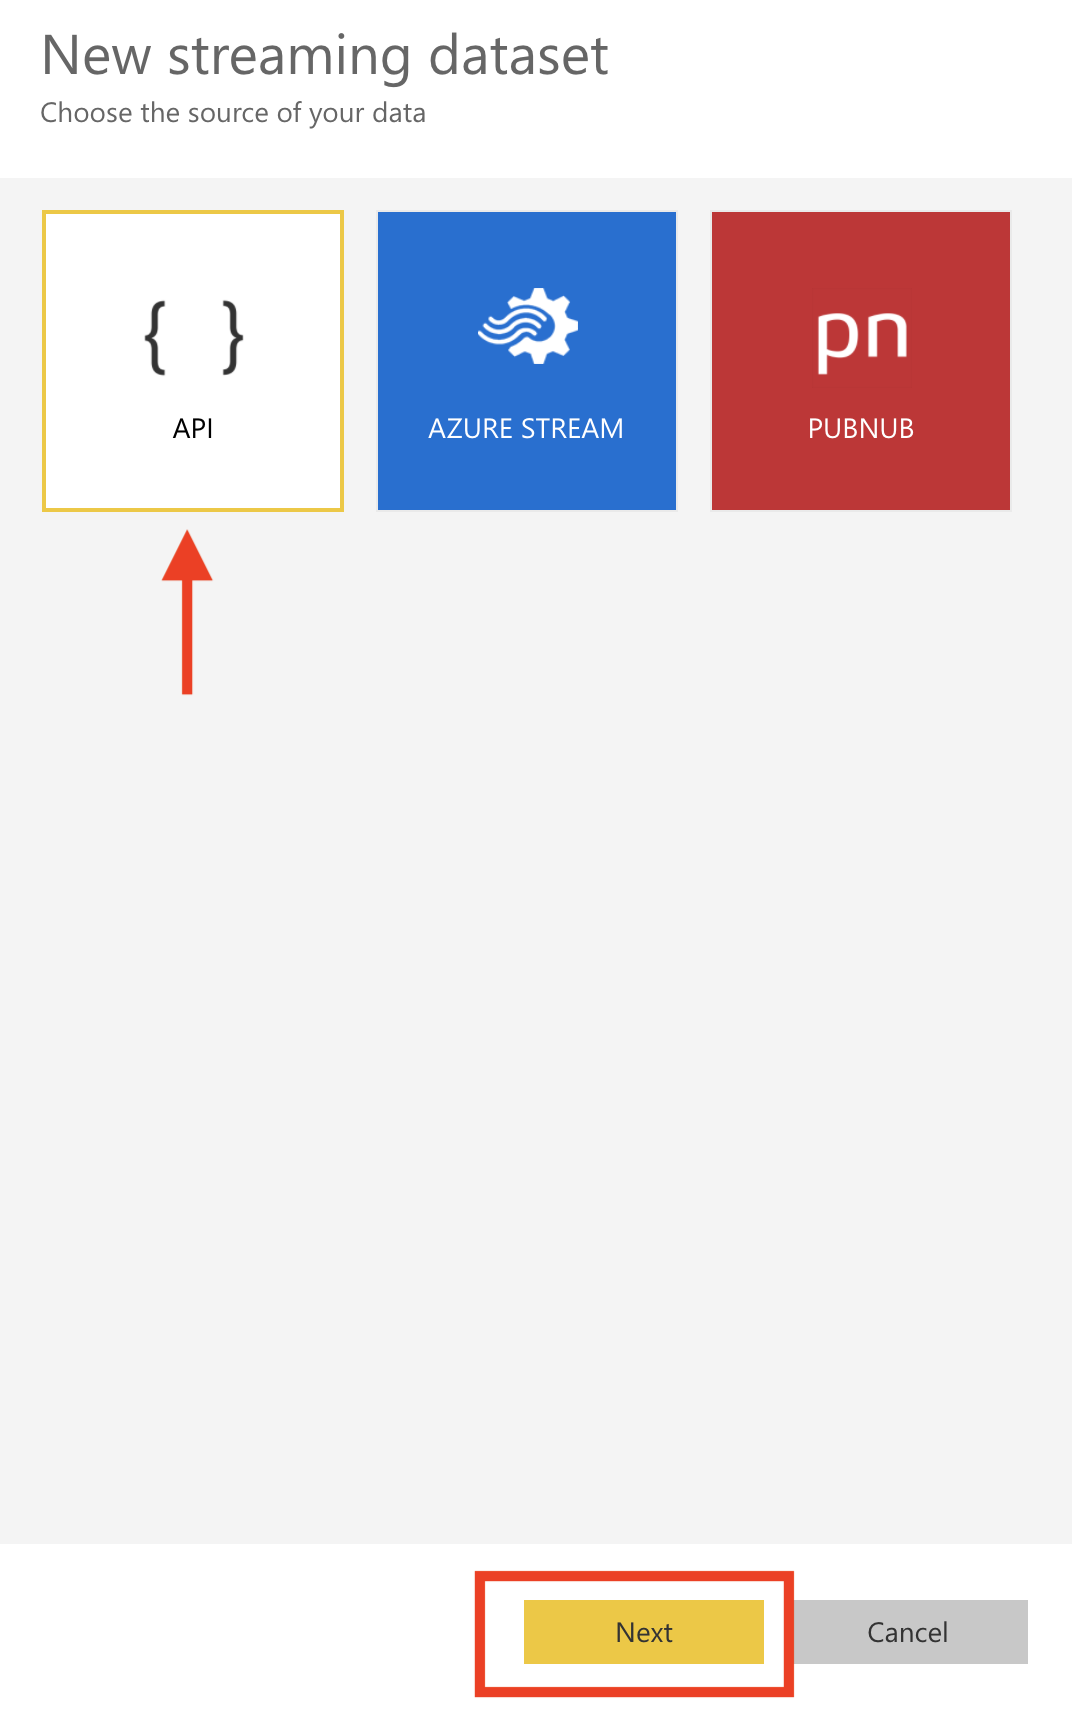 New streaming dataset
Choose the source of your data
{ }
pn
API
AZURE STREAM
PUBNUB
Next
Cancel